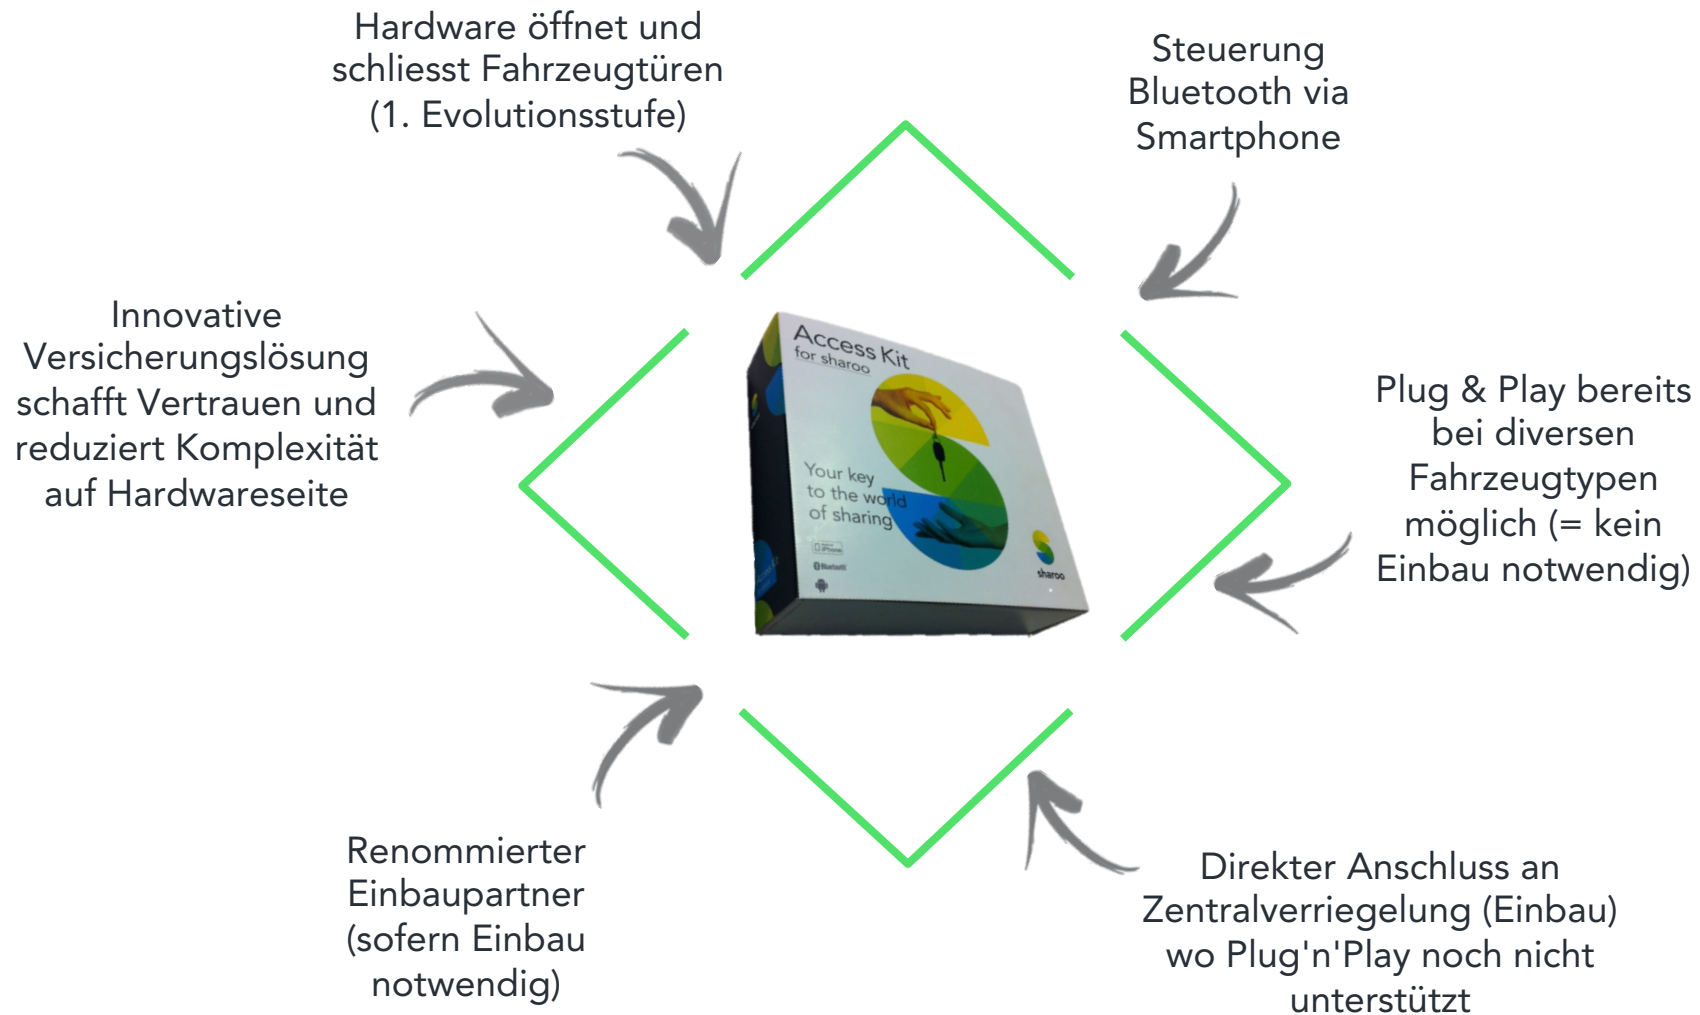 Hardware öffnet und
schliesst Fahrzeugtüren
(1. Evolutionsstufe)
Steuerung
Bluetooth via
Smartphone
Innovative
Versicherungslösung
schafft Vertrauen und
reduziert Komplexität
auf Hardwareseite
Access Kit
for sharoo
Your key
to the world
of sharing
iPhone
Bluetooth
sharoo
Plug & Play bereits
bei diversen
Fahrzeugtypen
möglich (= kein
Einbau notwendig)
Renommierter
Einbaupartner
(sofern Einbau
notwendig)
Direkter Anschluss an
Zentralverriegelung (Einbau)
wo Plug'n'Play noch nicht
unterstützt